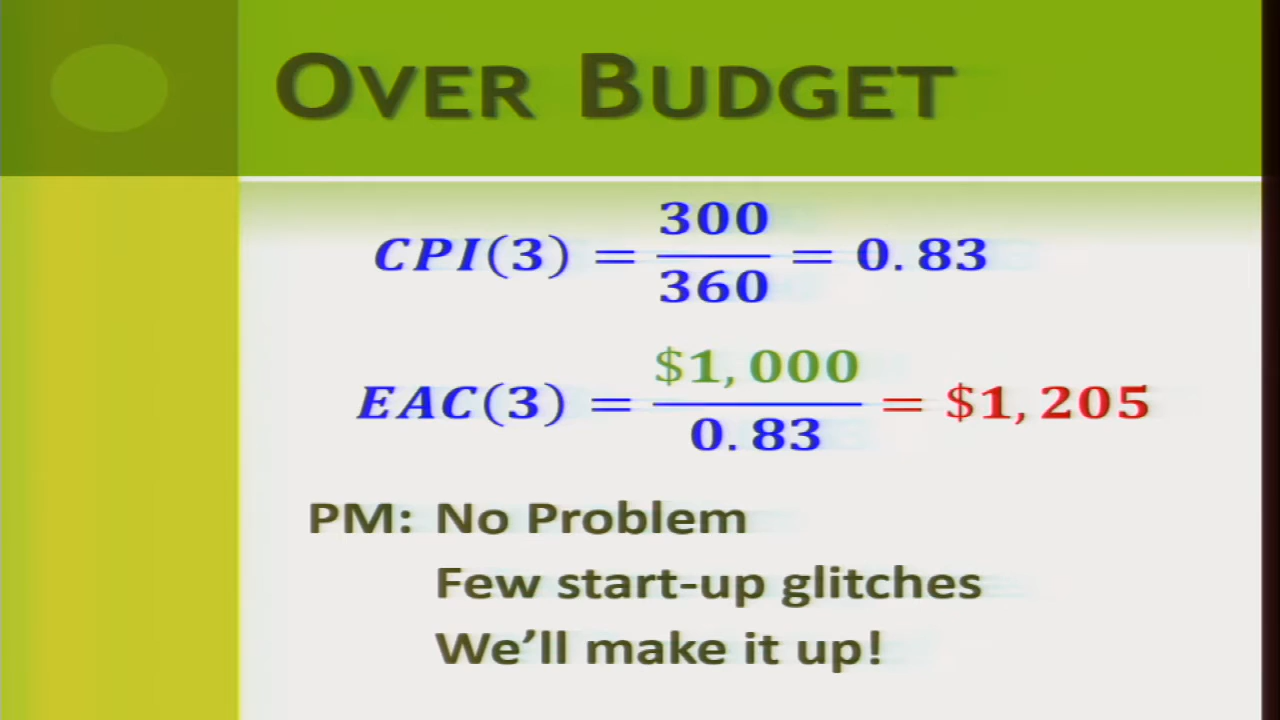 OVER BUDGET
CPI(3) = 300/360 = 0.83
EAC(3) = $1,000/0.83 = $1,205
PM: No Problem
Few start-up glitches
We'll make it up!